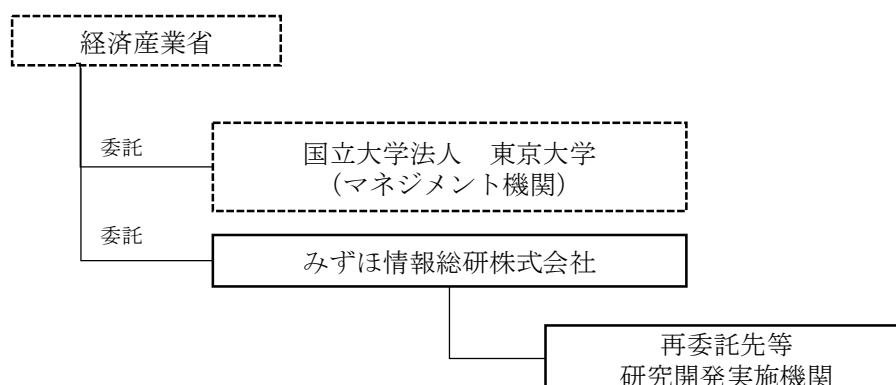 経済産業省
委託
国立大学法人　東京大学
（マネジメント機関）
委託
みずほ情報総研株式会社
再委託先等
研究開発実施機関